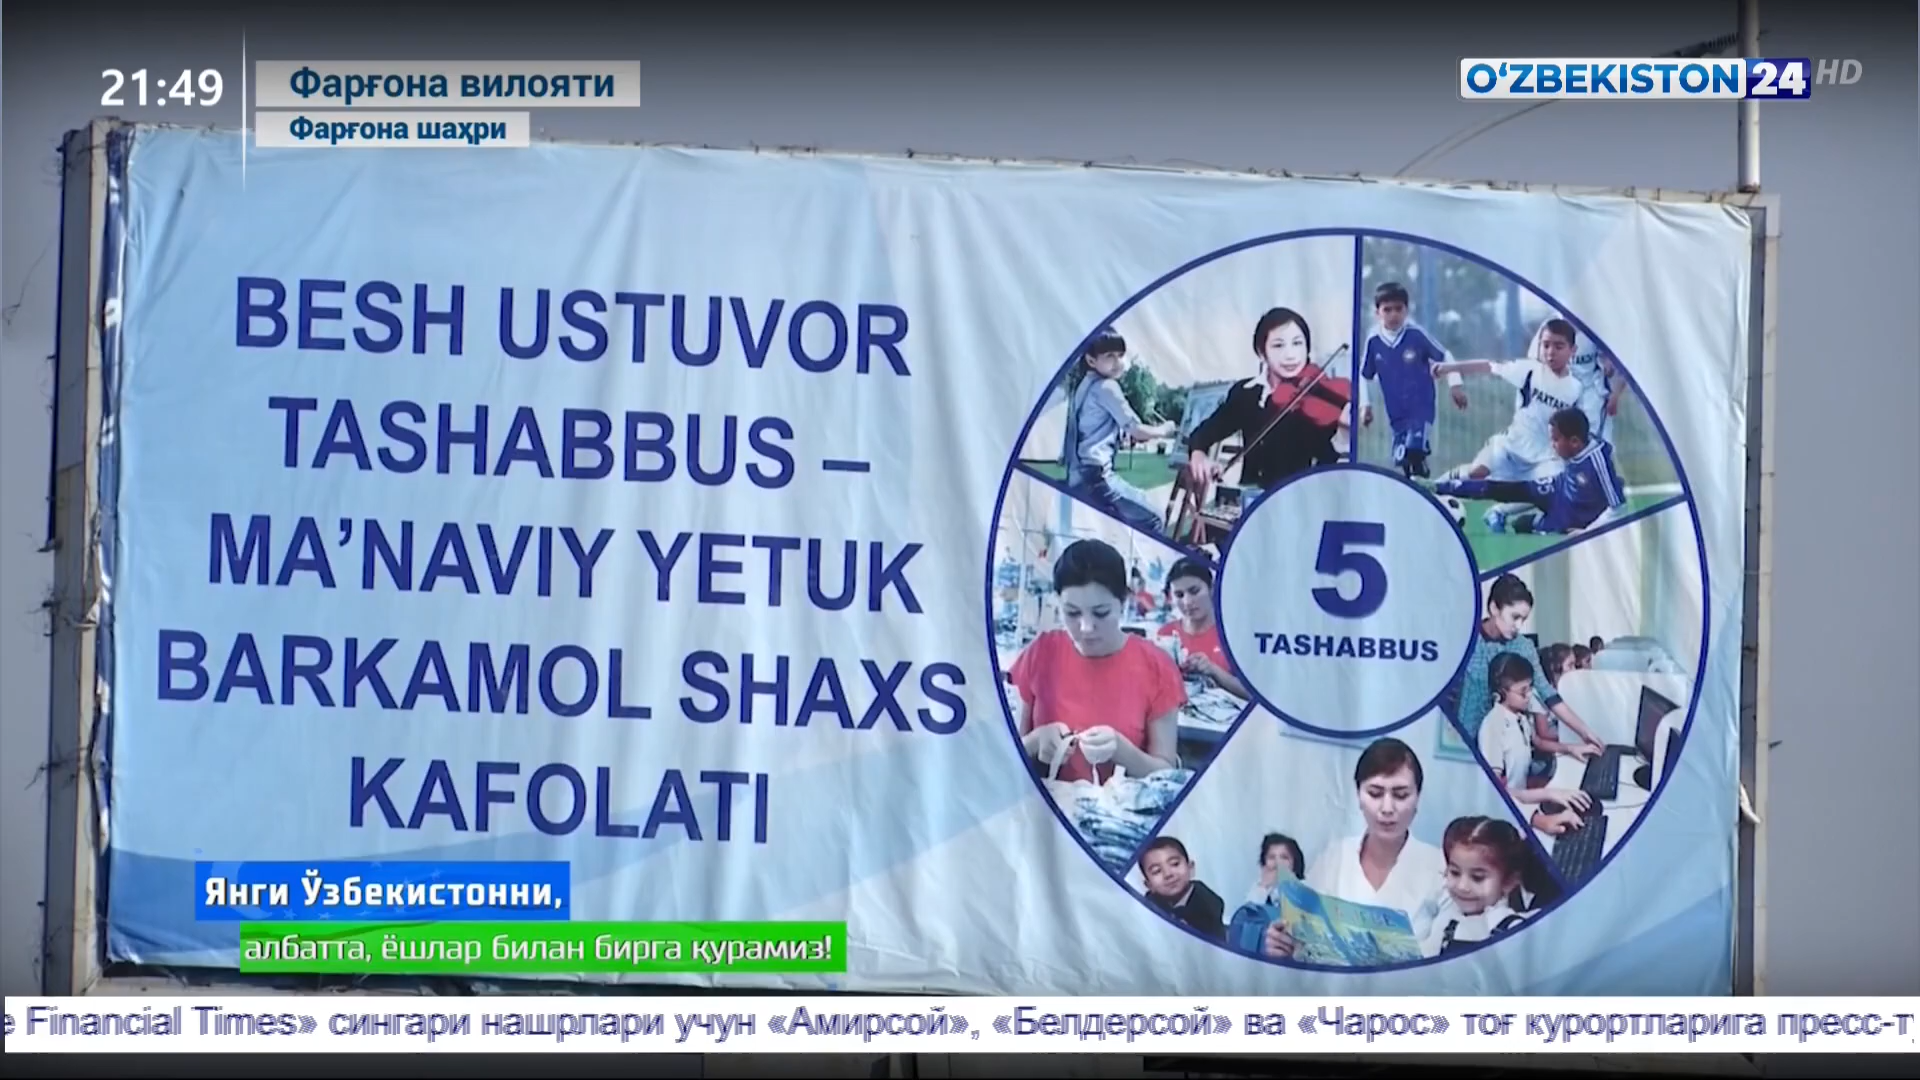 21:49
Фарғона вилояти
Фарғона шаҳри
O‘ZBEKISTON 24 HD
BESH USTUVOR
TASHABBUS –
MA’NAVIY YETUK
BARKAMOL SHAXS
KAFOLATI
5
TASHABBUS
Янги Ўзбекистонни,
албатта, ёшлар билан бирга қурамиз!
e Financial Times» сингари нашрлари учун «Амирсой», «Белдерсой» ва «Чарос» тоғ курортларига пресс-т